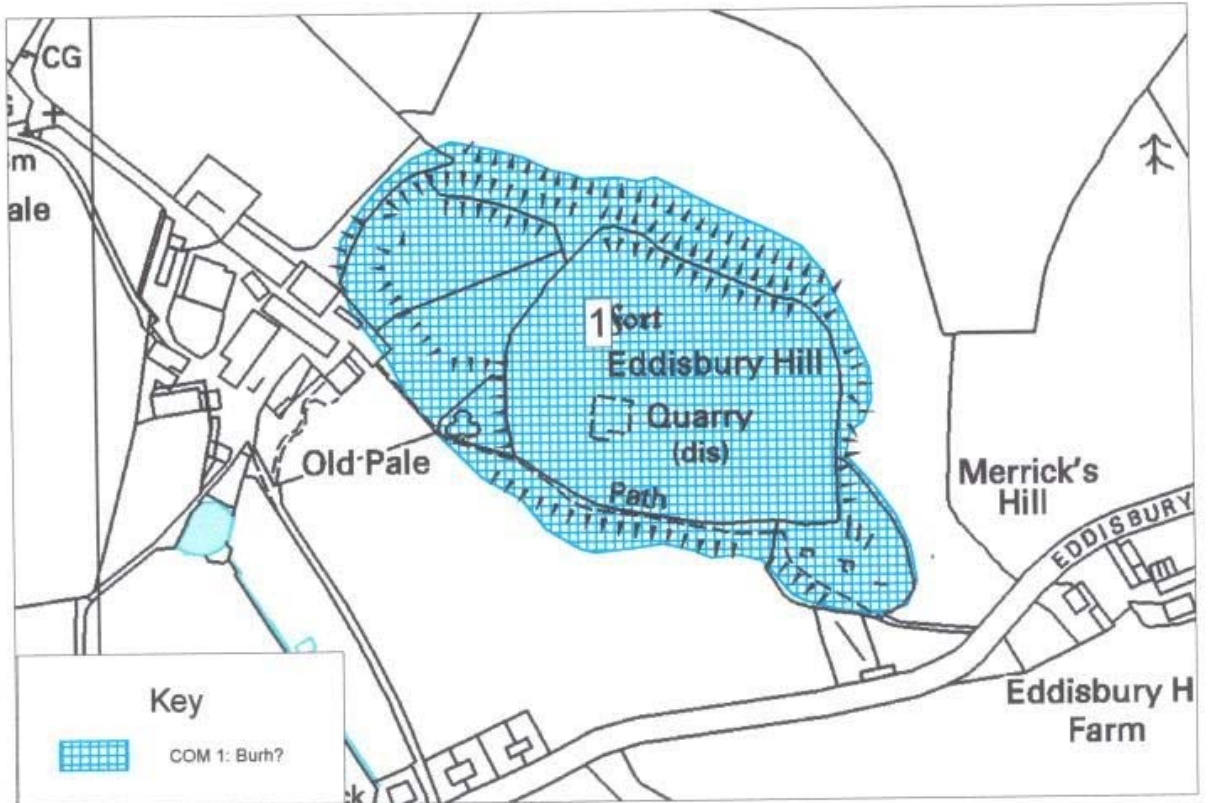 CG
ale
1
fort
Eddisbury Hill
Quarry
(dis)
Old Pale
Path
Merrick's
Hill
EDDISBURY
Eddisbury H
Farm
Key
COM 1: Burh?